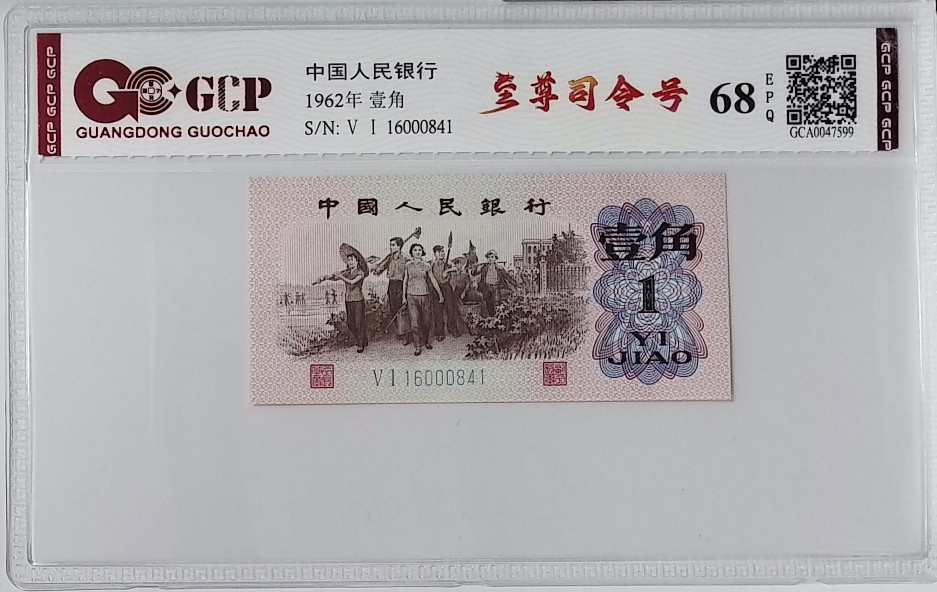 GCP GCP GCP
GCP
GUANGDONG GUOCHAO
中国人民银行
1962年 壹角
S/N: V I 16000841
至尊司令号
68
EPQ
GCA0047599
GCP GCP GCP
中國人民銀行
壹角
1
YI
JIAO
V I 16000841